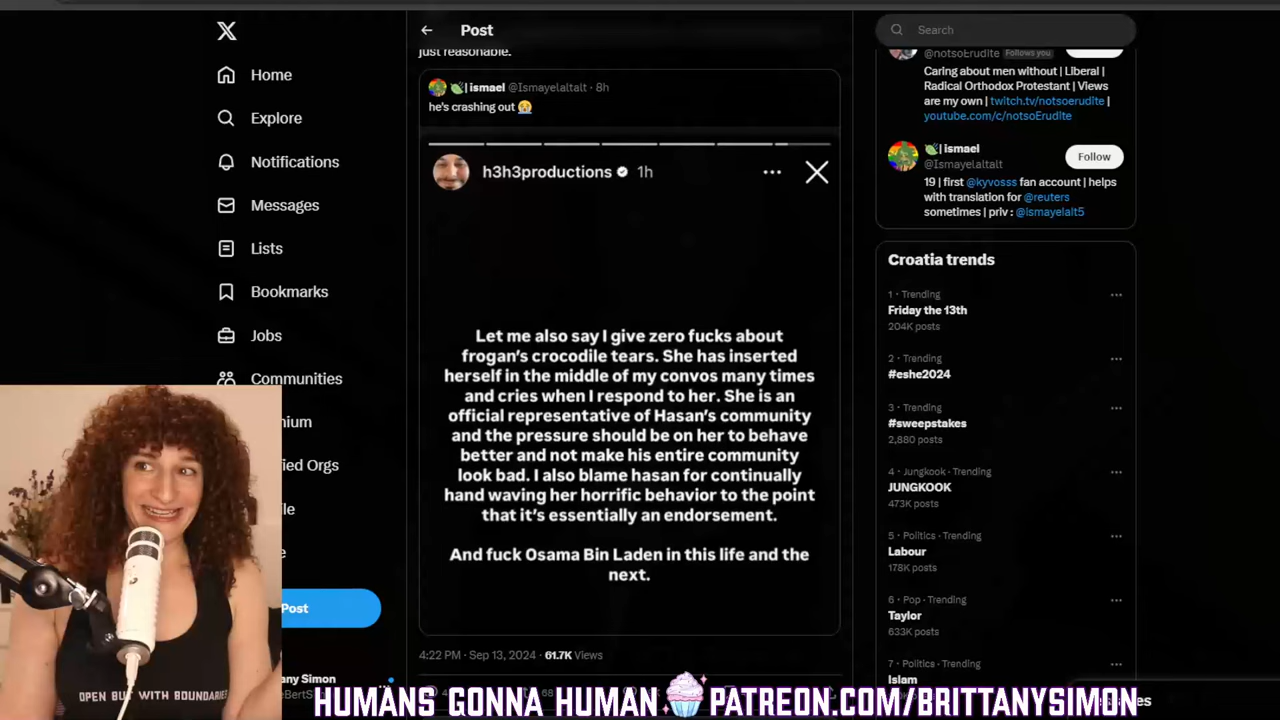 Post
Search
Home
Explore
Notifications
Messages
Lists
Bookmarks
Jobs
Communities
Post
just reasonable.
ismael @Ismayelaltalt · 8h
he's crashing out
h3h3productions 1h
Let me also say I give zero fucks about
frogan's crocodile tears. She has inserted
herself in the middle of my convos many times
and cries when I respond to her. She is an
official representative of Hasan's community
and the pressure should be on her to behave
better and not make his entire community
look bad. I also blame hasan for continually
hand waving her horrific behavior to the point
that it's essentially an endorsement.
And fuck Osama Bin Laden in this life and the
next.
4:22 PM · Sep 13, 2024 · 61.7K Views
@notsoErudite Follows you
Caring about men without | Liberal |
Radical Orthodox Protestant | Views
are my own | twitch.tv/notsoerudite |
youtube.com/c/notsoErudite
ismael
@Ismayelaltalt
Follow
19 | first @kyvosss fan account | helps
with translation for @reuters
sometimes | priv : @ismayelalt5
Croatia trends
1 · Trending
Friday the 13th
204K posts
2 · Trending
#eshe2024
3 · Trending
#sweepstakes
2,880 posts
4 · Jungkook · Trending
JUNGKOOK
473K posts
5 · Politics · Trending
Labour
178K posts
6 · Pop · Trending
Taylor
633K posts
7 · Politics · Trending
Islam
OPEN BUT WITH BOUNDARIES
HUMANS GONNA HUMAN PATREON.COM/BRITTANYSIMON